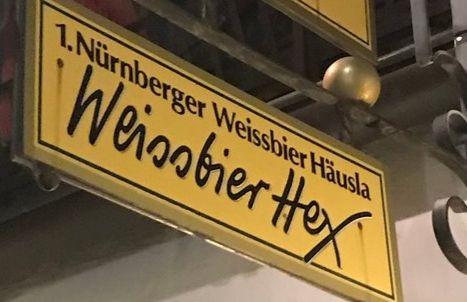 1. Nürnberger Weissbier Häusla
Weissbier Hex